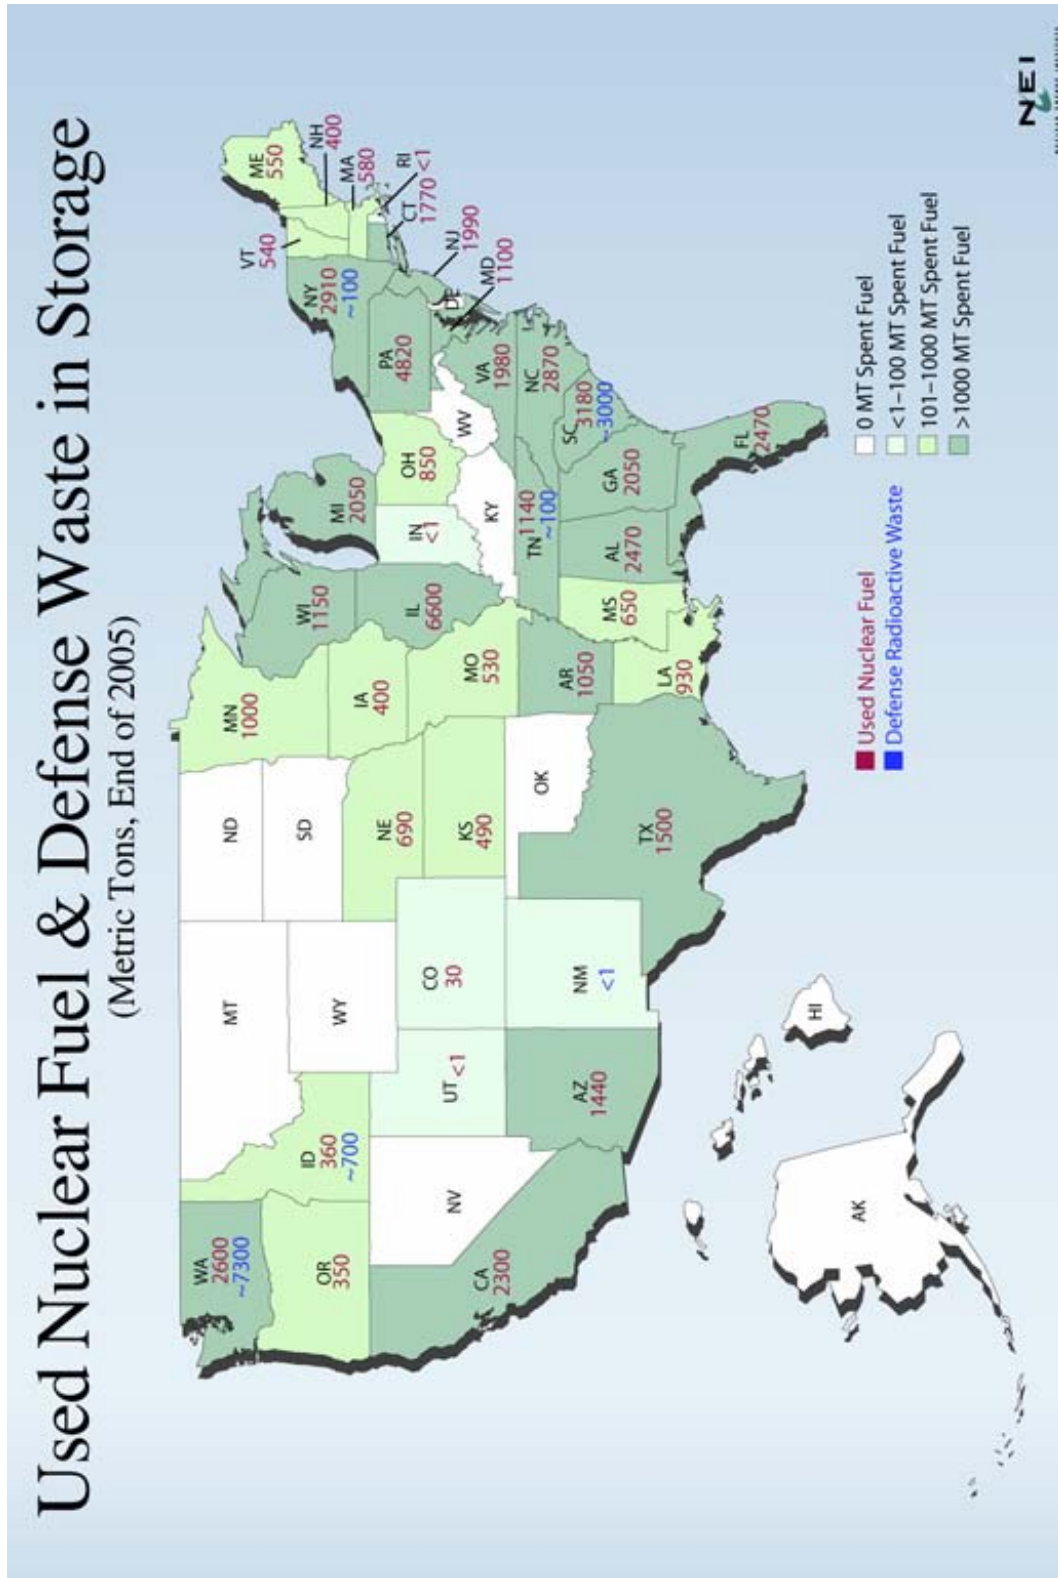 Used Nuclear Fuel & Defense Waste in Storage
(Metric Tons, End of 2005)
WA
2600
~7300
OR
350
CA
2300
NV
ID
360
~700
MT
WY
UT <1
AZ
1440
CO
30
NM
<1
ND
SD
NE
690
KS
490
OK
TX
1500
MN
1000
IA
400
MO
530
AR
1050
LA
930
WI
1150
IL
6600
MS
650
MI
2050
IN
<1
KY
TN 1140
~100
AL
2470
OH
850
WV
GA
2050
FL
2470
SC
3180
~3000
NC
2870
VA
1980
PA
4820
NY
2910
~100
VT
540
ME
550
NH
400
MA
580
RI
<1
CT
1770
NJ
1990
DE
MD
1100
AK
HI
Used Nuclear Fuel
Defense Radioactive Waste
0 MT Spent Fuel
<1–100 MT Spent Fuel
101–1000 MT Spent Fuel
>1000 MT Spent Fuel
NEI